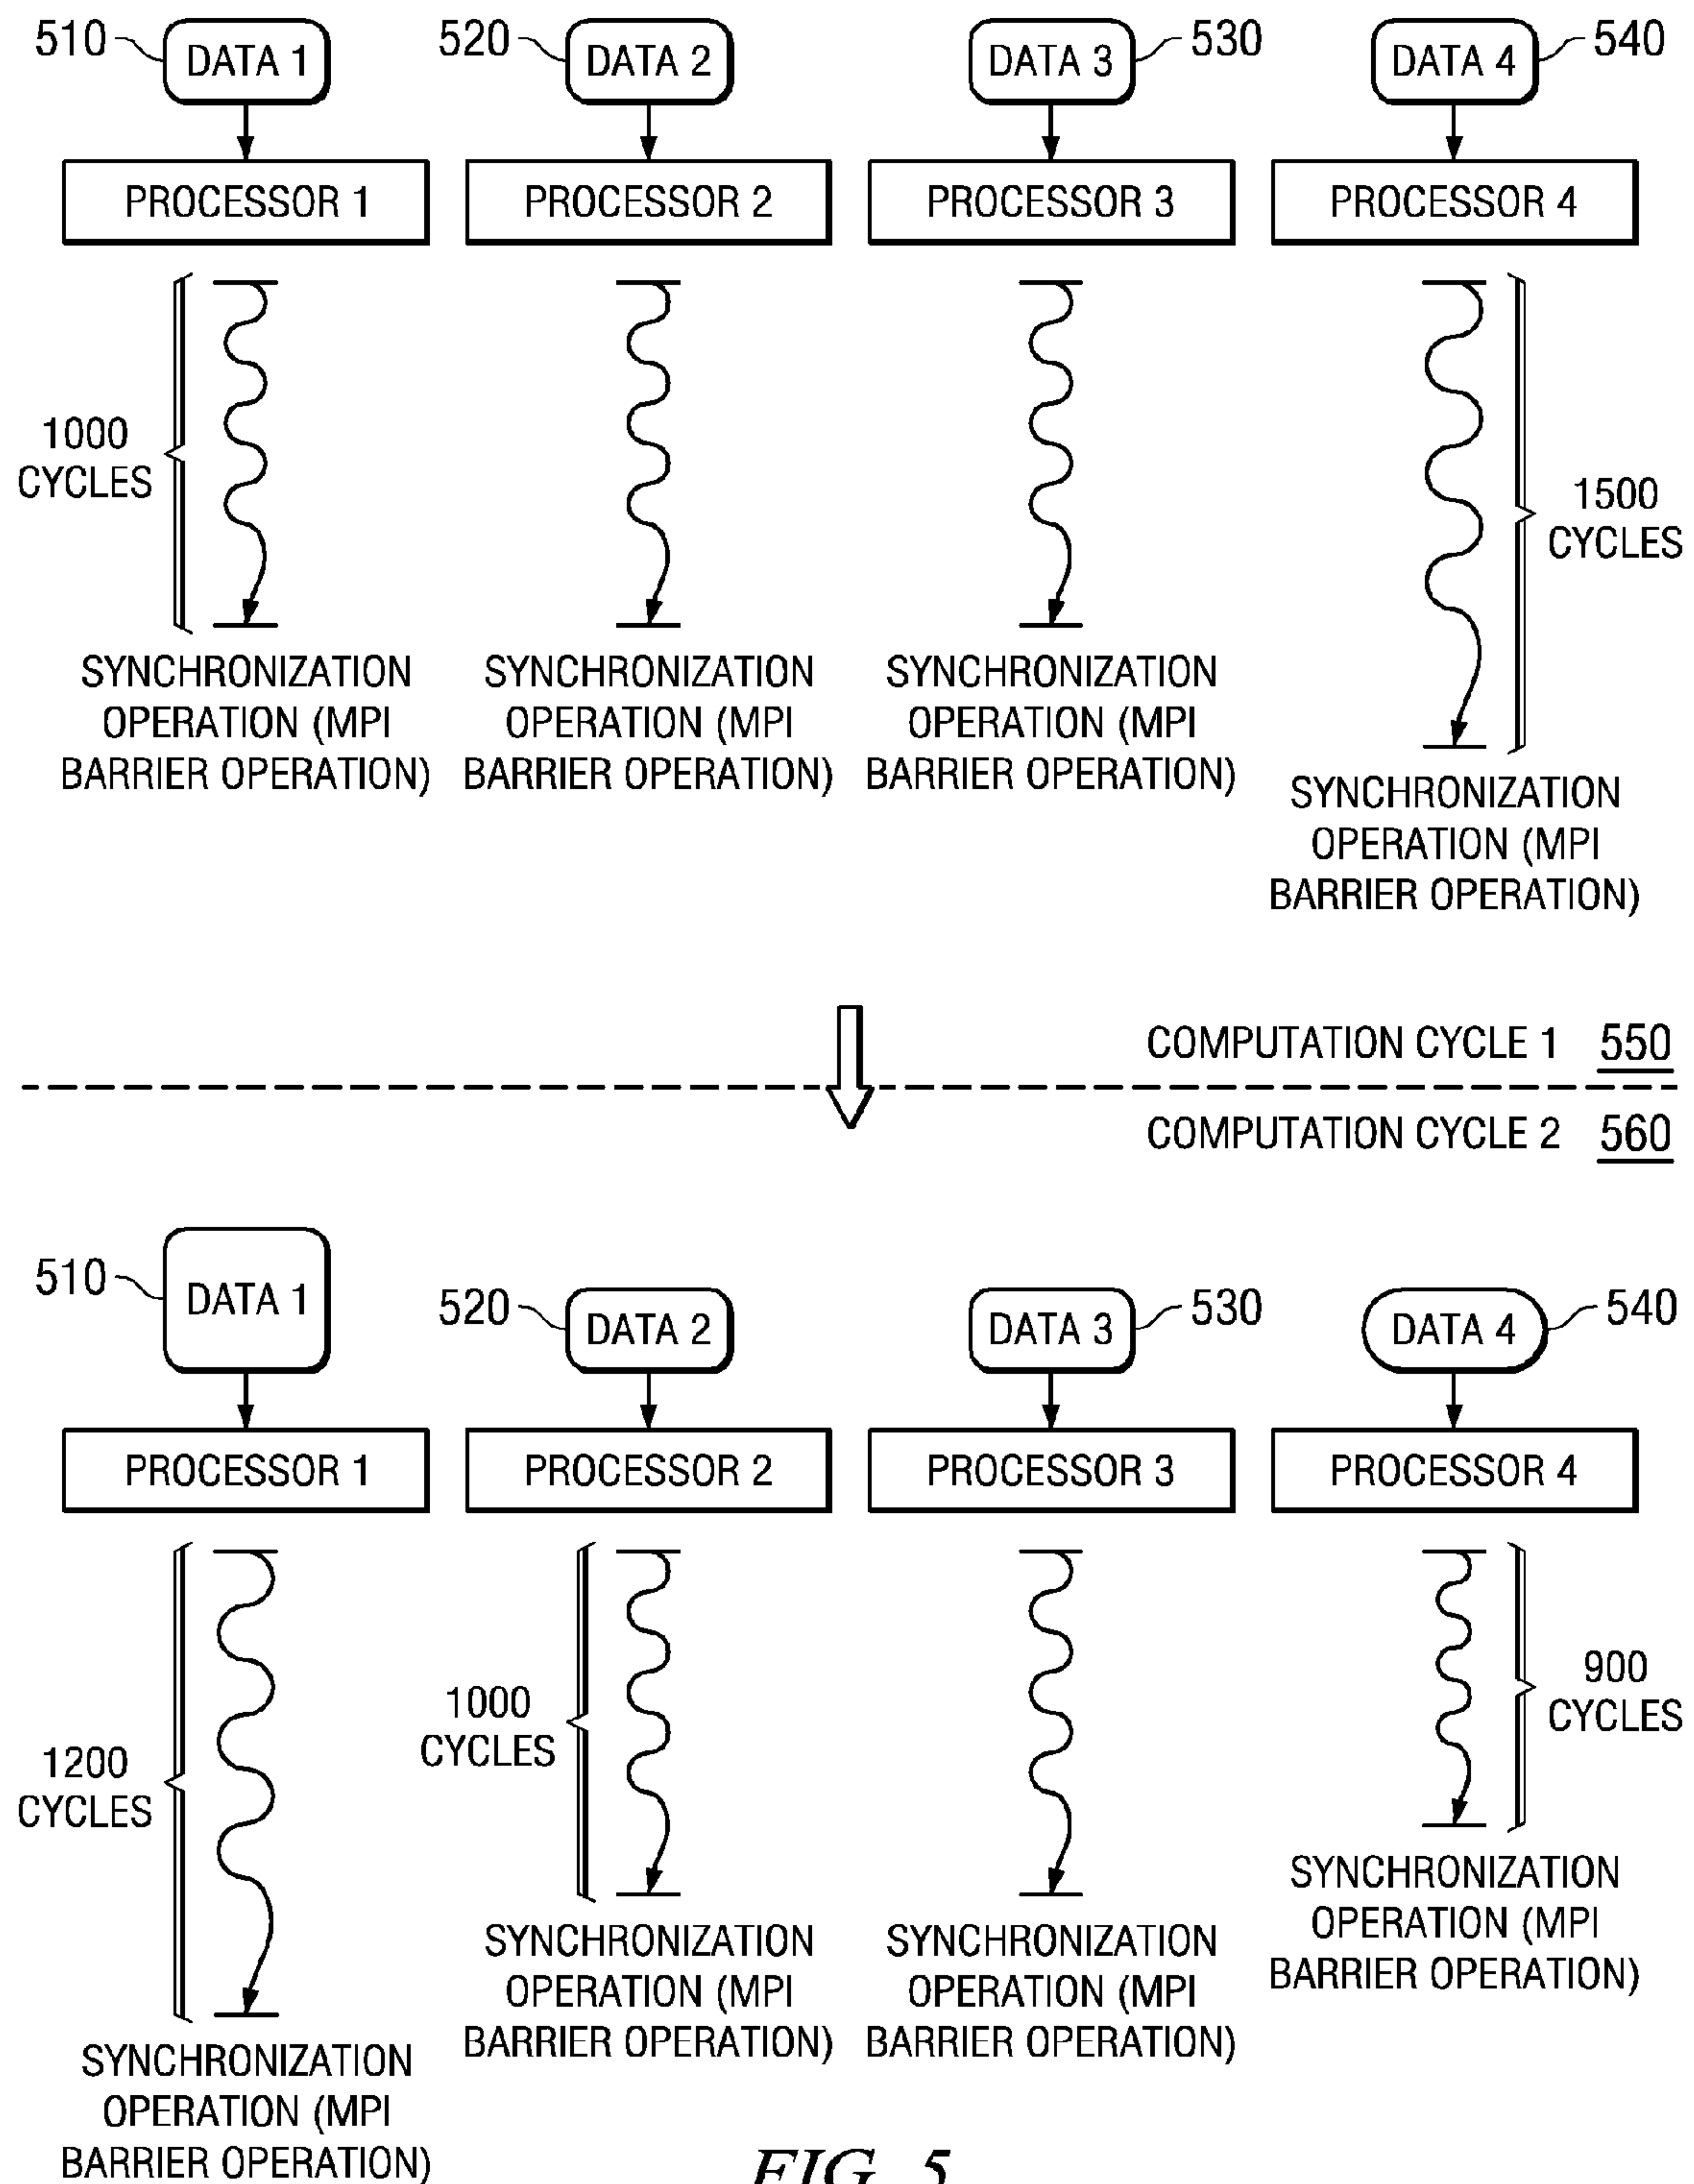 510 DATA 1 520 DATA 2 DATA 3 530 DATA 4 540
PROCESSOR 1 PROCESSOR 2 PROCESSOR 3 PROCESSOR 4
1000
CYCLES
1500
CYCLES
SYNCHRONIZATION
OPERATION (MPI
BARRIER OPERATION)
SYNCHRONIZATION
OPERATION (MPI
BARRIER OPERATION)
SYNCHRONIZATION
OPERATION (MPI
BARRIER OPERATION)
SYNCHRONIZATION
OPERATION (MPI
BARRIER OPERATION)
COMPUTATION CYCLE 1 550
COMPUTATION CYCLE 2 560
510 DATA 1 520 DATA 2 DATA 3 530 DATA 4 540
PROCESSOR 1 PROCESSOR 2 PROCESSOR 3 PROCESSOR 4
1200
CYCLES
1000
CYCLES
900
CYCLES
SYNCHRONIZATION
OPERATION (MPI
BARRIER OPERATION)
SYNCHRONIZATION
OPERATION (MPI
BARRIER OPERATION)
SYNCHRONIZATION
OPERATION (MPI
BARRIER OPERATION)
SYNCHRONIZATION
OPERATION (MPI
BARRIER OPERATION)
FIG. 5